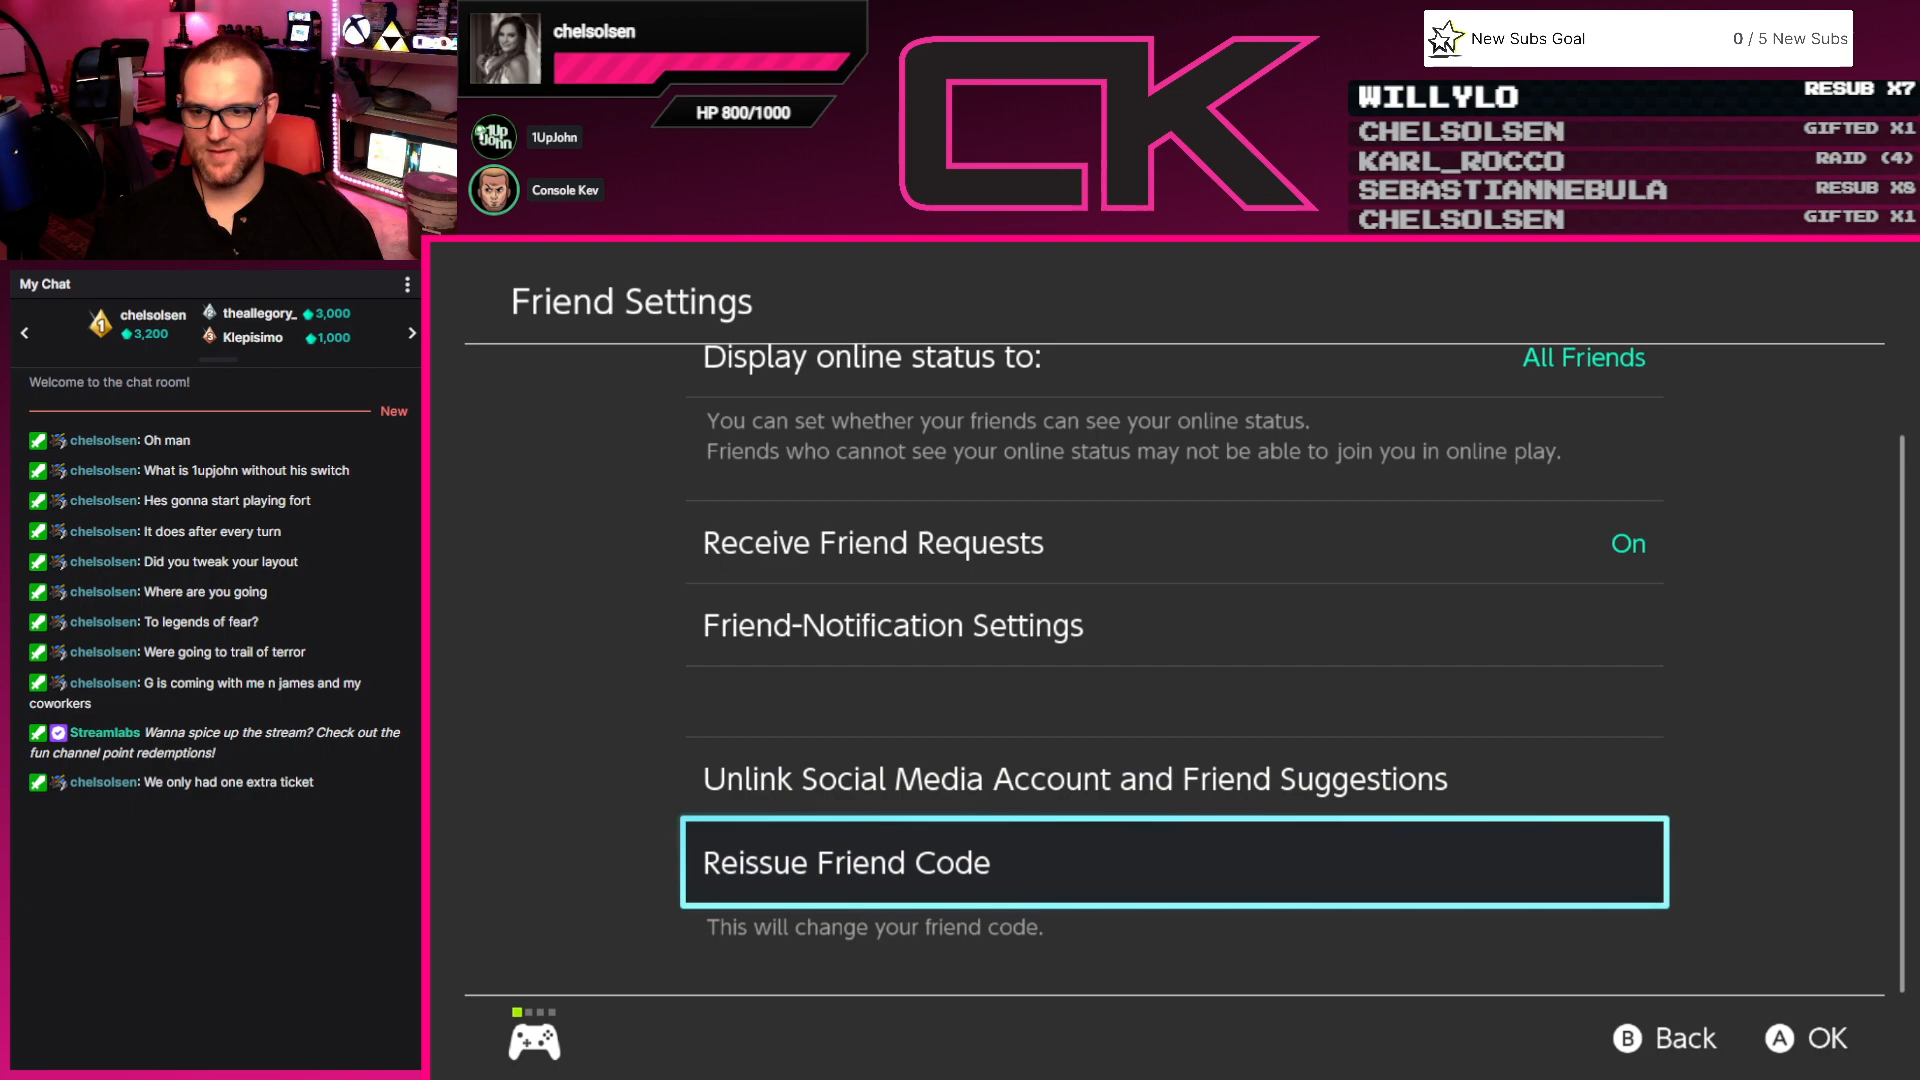 chelsolsen
HP 800/1000
1UpJohn
1UpJohn
Console Kev
CK
New Subs Goal
0 / 5 New Subs
WILLYLO RESUB X7
CHELSOLSEN GIFTED X1
KARL_ROCCO RAID (4)
SEBASTIANNEBULA RESUB X8
CHELSOLSEN GIFTED X1
My Chat
1 chelsolsen 3,200
2 theallegory_ 3,000
3 Klepisimo 1,000
Welcome to the chat room!
New
chelsolsen: Oh man
chelsolsen: What is 1upjohn without his switch
chelsolsen: Hes gonna start playing fort
chelsolsen: It does after every turn
chelsolsen: Did you tweak your layout
chelsolsen: Where are you going
chelsolsen: To legends of fear?
chelsolsen: Were going to trail of terror
chelsolsen: G is coming with me n james and my
coworkers
Streamlabs Wanna spice up the stream? Check out the
fun channel point redemptions!
chelsolsen: We only had one extra ticket
Friend Settings
Display online status to: All Friends
You can set whether your friends can see your online status.
Friends who cannot see your online status may not be able to join you in online play.
Receive Friend Requests On
Friend-Notification Settings
Unlink Social Media Account and Friend Suggestions
Reissue Friend Code
This will change your friend code.
B Back A OK